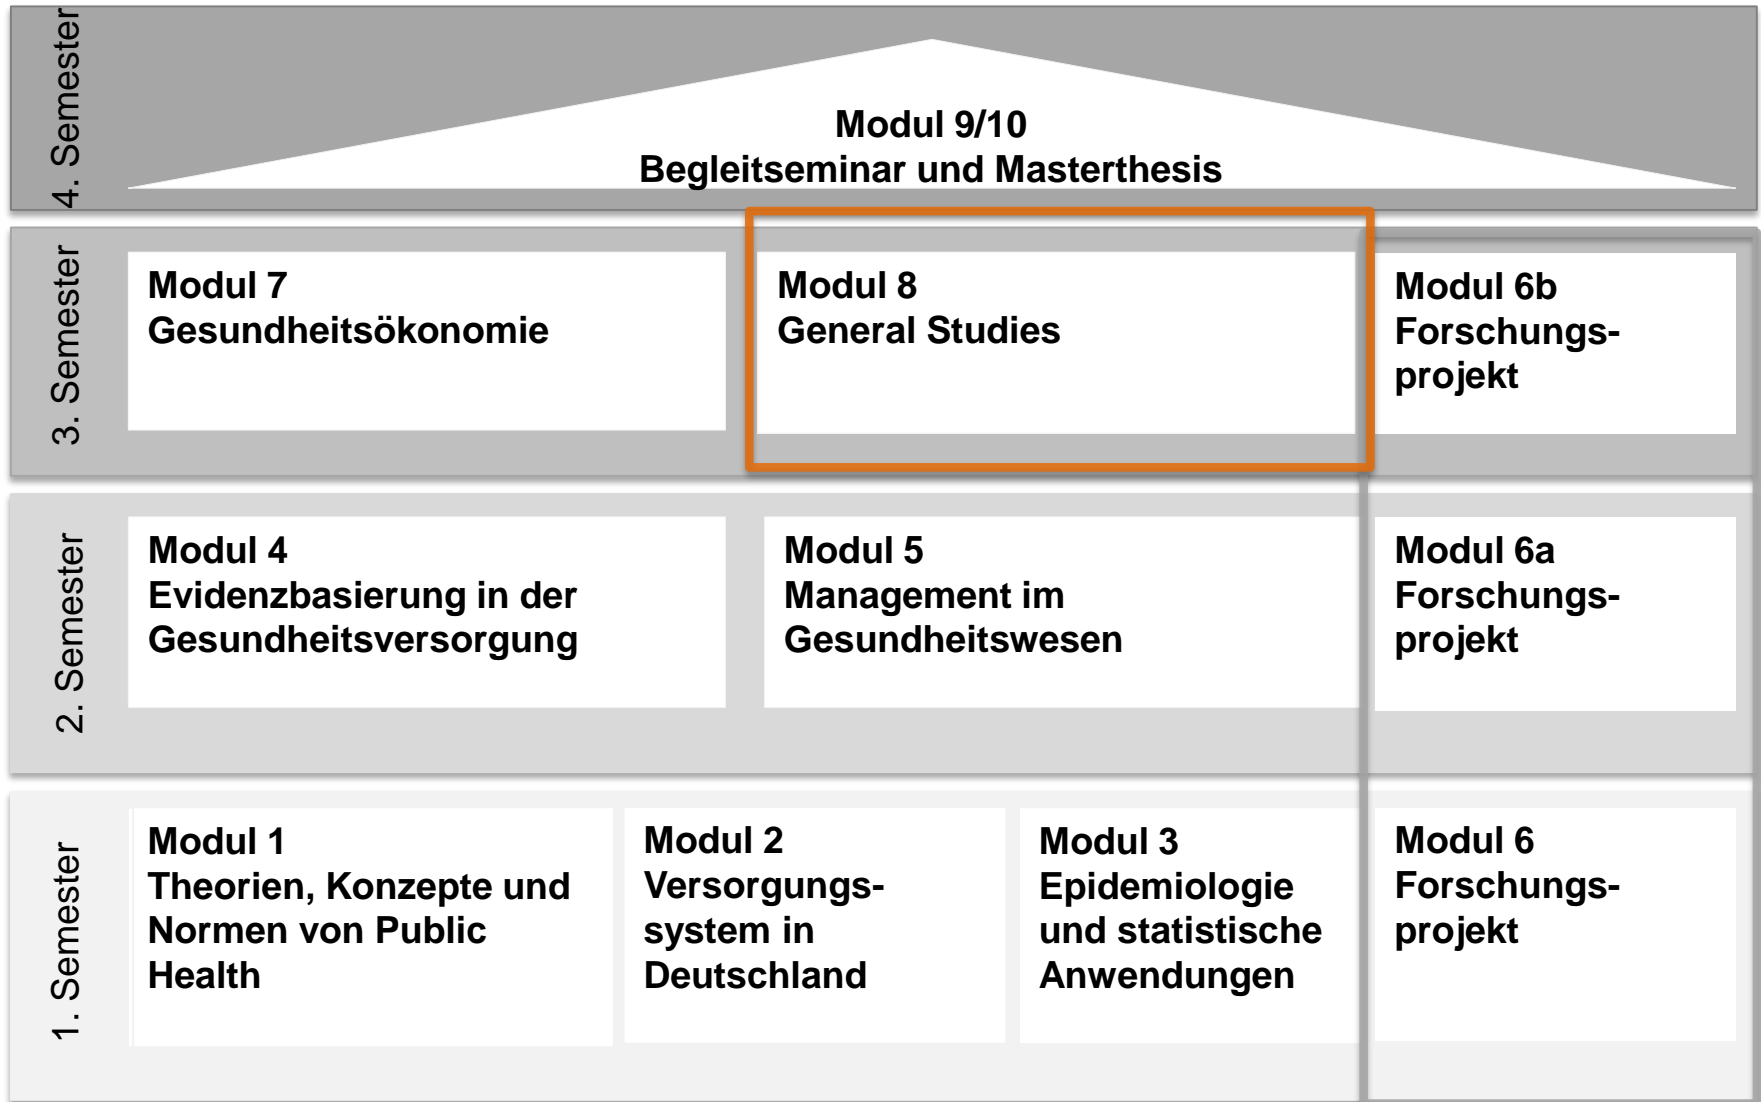 4. Semester
Modul 9/10
Begleitseminar und Masterthesis
3. Semester
Modul 7
Gesundheitsökonomie
Modul 8
General Studies
Modul 6b
Forschungs-
projekt
2. Semester
Modul 4
Evidenzbasierung in der
Gesundheitsversorgung
Modul 5
Management im
Gesundheitswesen
Modul 6a
Forschungs-
projekt
1. Semester
Modul 1
Theorien, Konzepte und
Normen von Public
Health
Modul 2
Versorgungs-
system in
Deutschland
Modul 3
Epidemiologie
und statistische
Anwendungen
Modul 6
Forschungs-
projekt